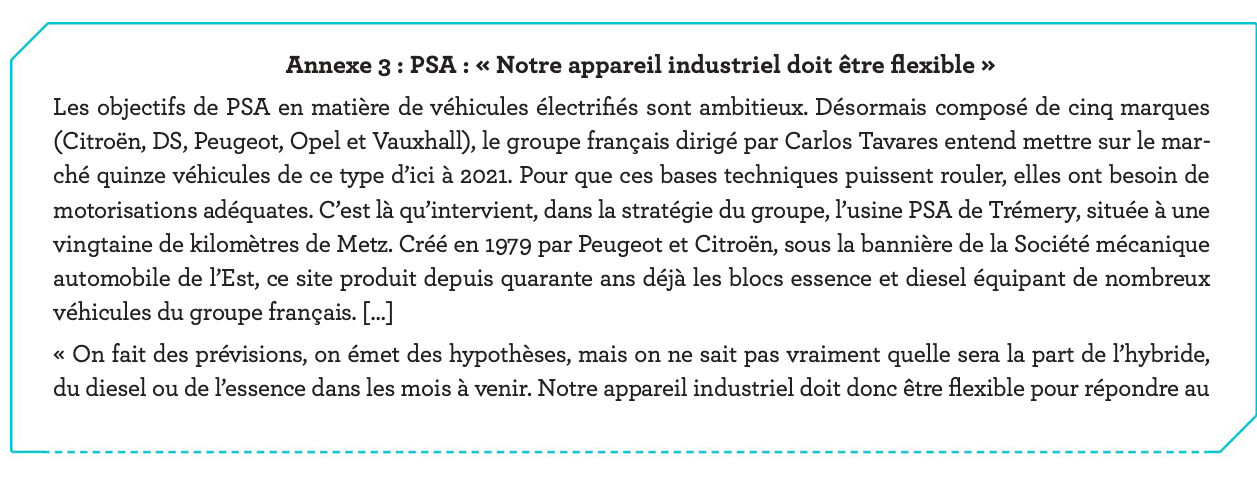 Annexe 3 : PSA : « Notre appareil industriel doit être flexible »
Les objectifs de PSA en matière de véhicules électrifiés sont ambitieux. Désormais composé de cinq marques
(Citroën, DS, Peugeot, Opel et Vauxhall), le groupe français dirigé par Carlos Tavares entend mettre sur le mar-
ché quinze véhicules de ce type d’ici à 2021. Pour que ces bases techniques puissent rouler, elles ont besoin de
motorisations adéquates. C’est là qu’intervient, dans la stratégie du groupe, l’usine PSA de Trémery, située à une
vingtaine de kilomètres de Metz. Créé en 1979 par Peugeot et Citroën, sous la bannière de la Société mécanique
automobile de l’Est, ce site produit depuis quarante ans déjà les blocs essence et diesel équipant de nombreux
véhicules du groupe français. [...]
« On fait des prévisions, on émet des hypothèses, mais on ne sait pas vraiment quelle sera la part de l’hybride,
du diesel ou de l’essence dans les mois à venir. Notre appareil industriel doit donc être flexible pour répondre au